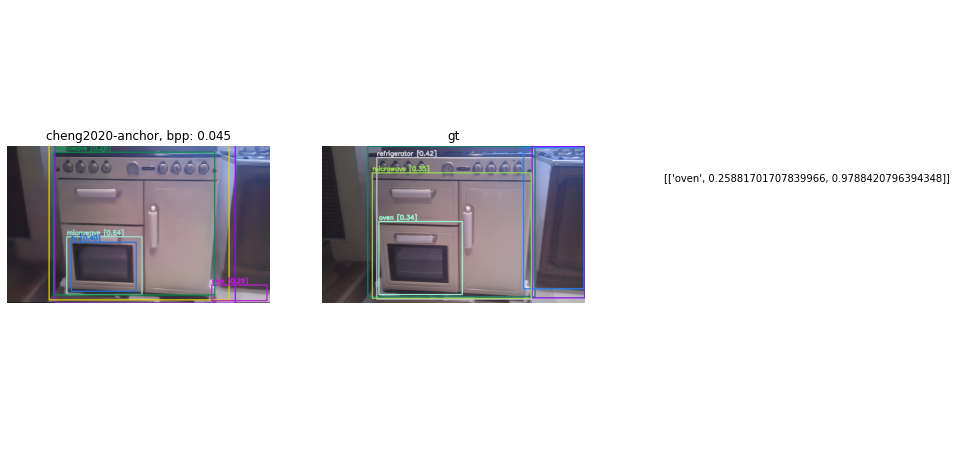 cheng2020-anchor, bpp: 0.045
gt
refrigerator [0.42]
microwave [0.35]
oven [0.34]
microwave [0.54]
[['oven', 0.25881701707839966, 0.9788420796394348]]